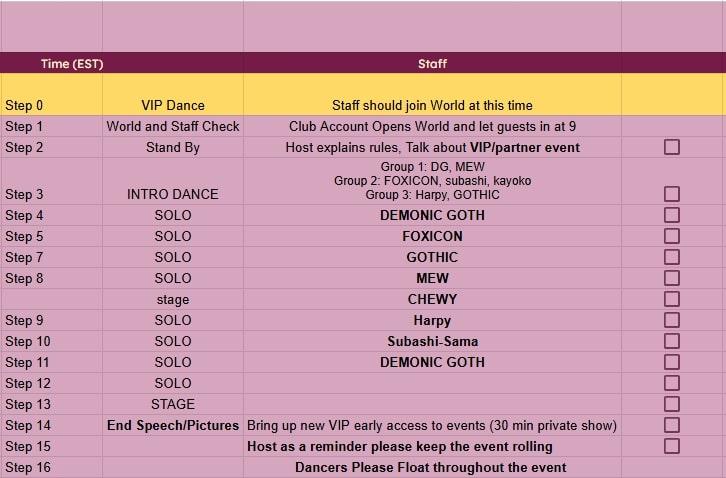 Time (EST) Staff
Step 0 VIP Dance Staff should join World at this time
Step 1 World and Staff Check Club Account Opens World and let guests in at 9
Step 2 Stand By Host explains rules, Talk about VIP/partner event
Group 1: DG, MEW
Group 2: FOXICON, subashi, kayoko
Step 3 INTRO DANCE Group 3: Harpy, GOTHIC
Step 4 SOLO DEMONIC GOTH
Step 5 SOLO FOXICON
Step 7 SOLO GOTHIC
Step 8 SOLO MEW
stage CHEWY
Step 9 SOLO Harpy
Step 10 SOLO Subashi-Sama
Step 11 SOLO DEMONIC GOTH
Step 12 SOLO
Step 13 STAGE
Step 14 End Speech/Pictures Bring up new VIP early access to events (30 min private show)
Step 15 Host as a reminder please keep the event rolling
Step 16 Dancers Please Float throughout the event